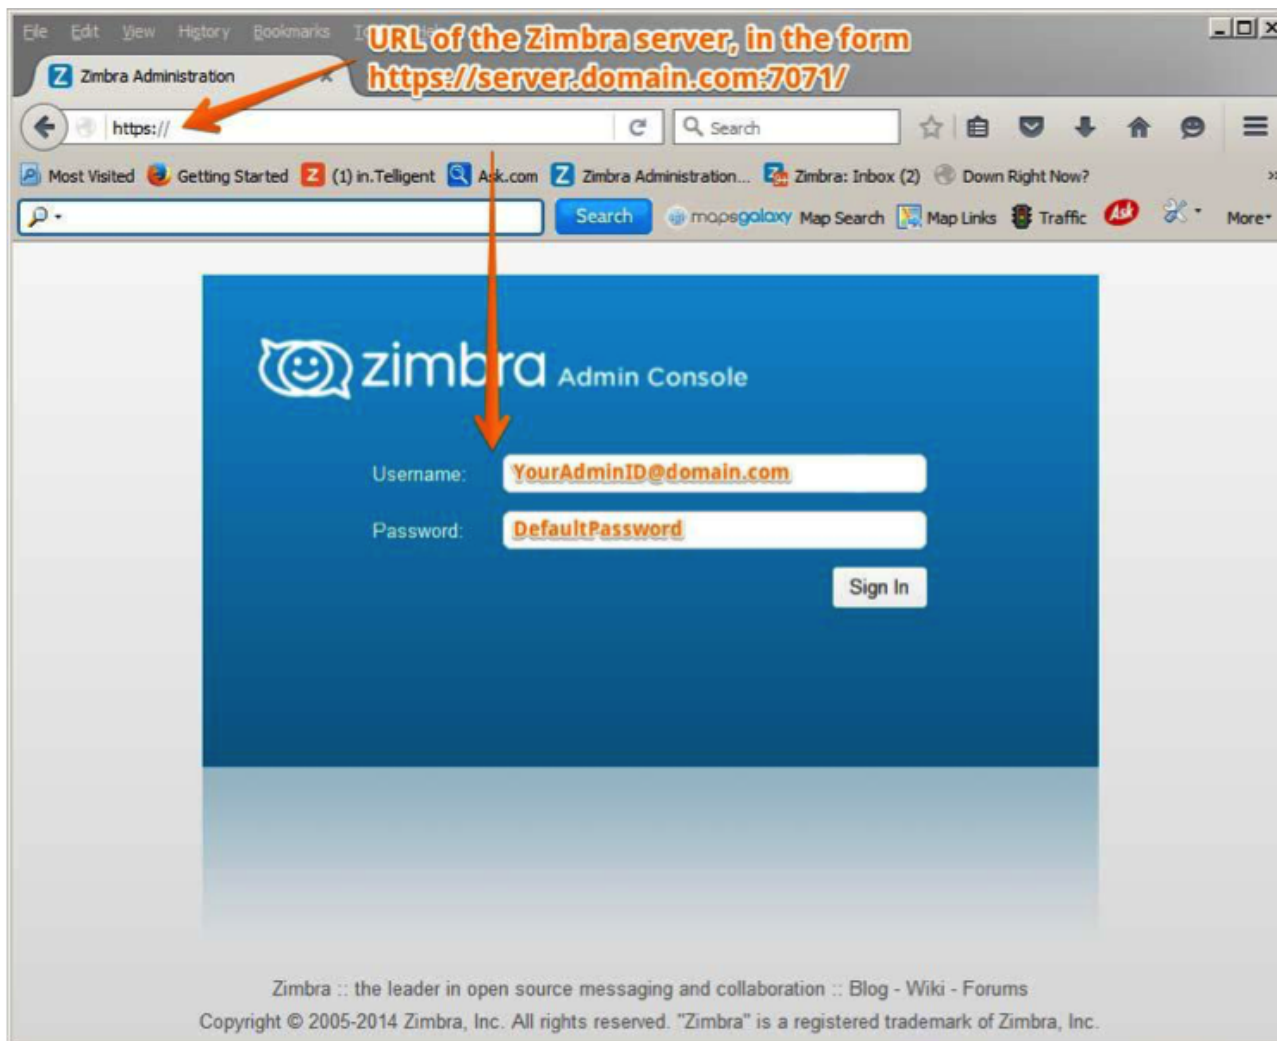 File Edit View History Bookmarks
URL of the Zimbra server, in the form
https://server.domain.com:7071/
Zimbra Administration
https://
Search
Most Visited Getting Started (1) in.Telligent Ask.com Zimbra Administration... Zimbra: Inbox (2) Down Right Now? »
Search mapsgalaxy Map Search Map Links Traffic Ask More
zimbra Admin Console
Username: YourAdminID@domain.com
Password: DefaultPassword
Sign In
Zimbra :: the leader in open source messaging and collaboration :: Blog - Wiki - Forums
Copyright © 2005-2014 Zimbra, Inc. All rights reserved. "Zimbra" is a registered trademark of Zimbra, Inc.